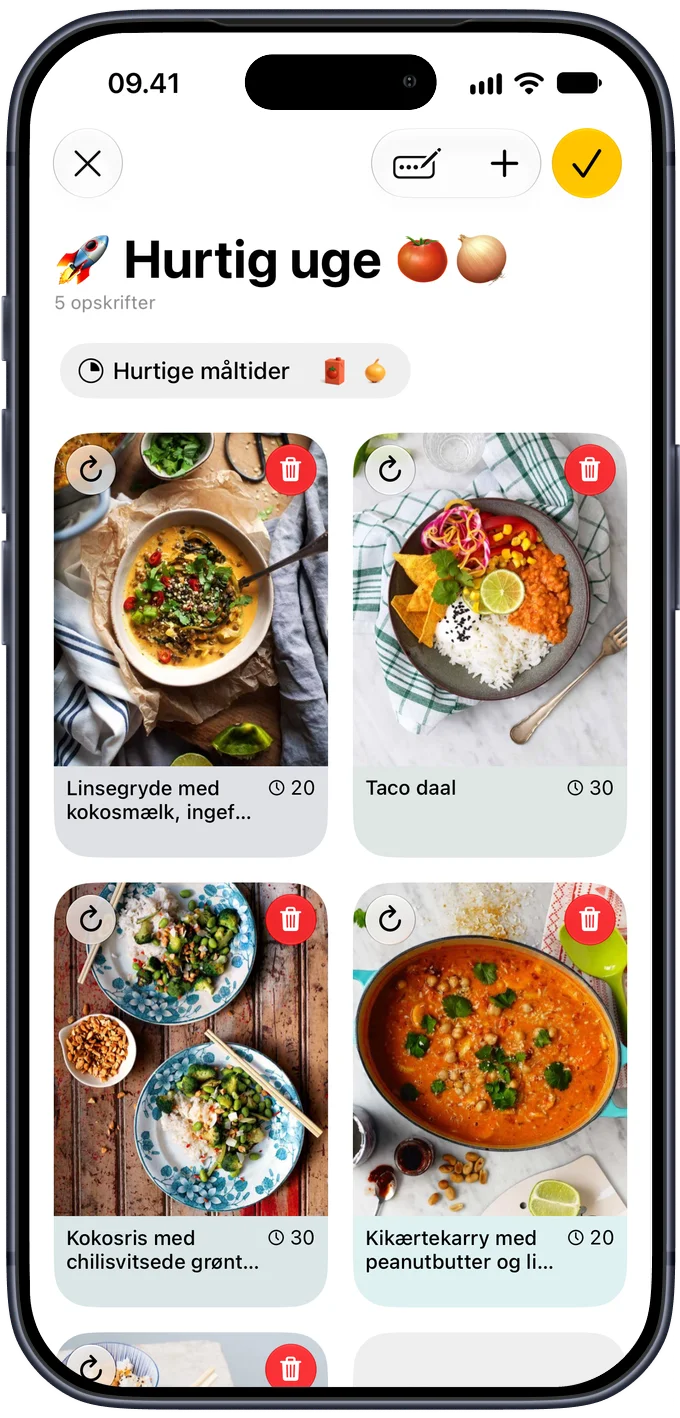 09.41
🚀 Hurtig uge 🍅🧅
5 opskrifter
Hurtige måltider
Linsegryde med 20
kokosmælk, ingef...
Taco daal 30
Kokosris med 30
chilisvitsede grønt...
Kikærtekarry med 20
peanutbutter og li...